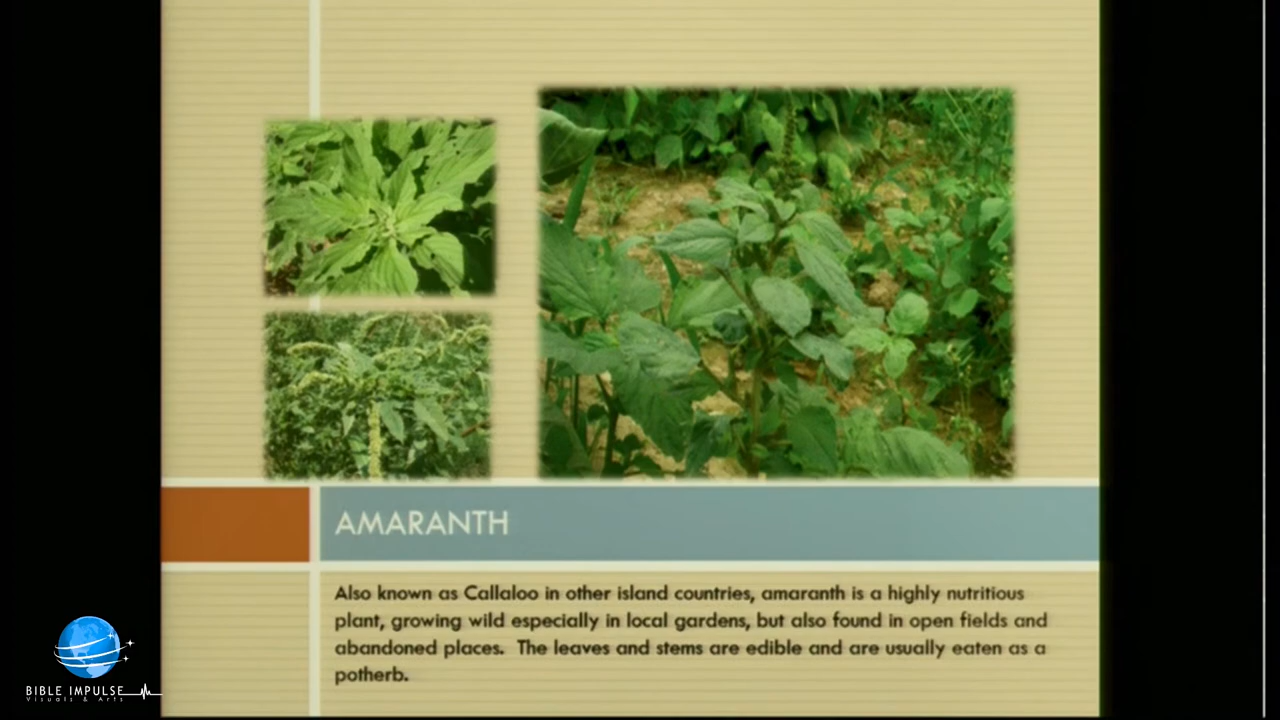 AMARANTH
Also known as Callaloo in other island countries, amaranth is a highly nutritious
plant, growing wild especially in local gardens, but also found in open fields and
abandoned places.  The leaves and stems are edible and are usually eaten as a
potherb.
BIBLE IMPULSE
Visuals & Arts